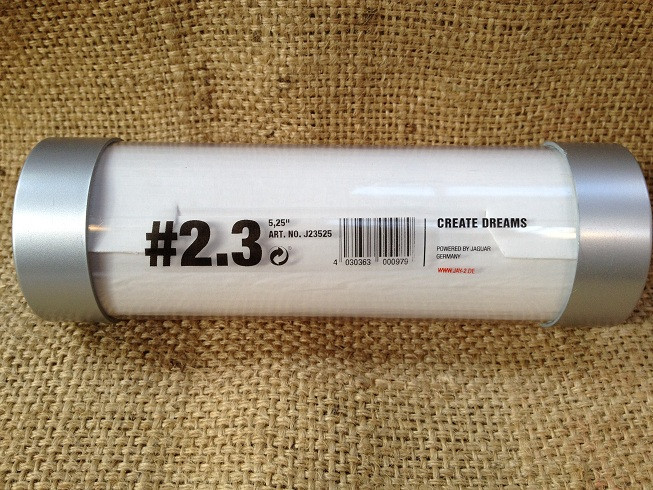 #2.3
5,25"
ART. NO. J23525
4 030363 000979
CREATE DREAMS
POWERED BY JAGUAR
GERMANY
WWW.JAY-2.DE